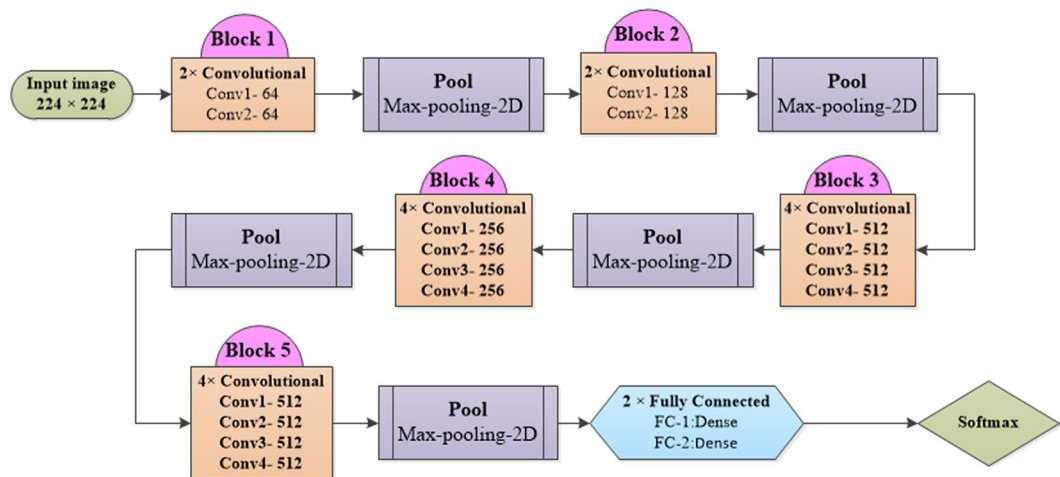 Input image
224 × 224
Block 1
2× Convolutional
Conv1- 64
Conv2- 64
Pool
Max-pooling-2D
Block 2
2× Convolutional
Conv1- 128
Conv2- 128
Pool
Max-pooling-2D
Block 3
4× Convolutional
Conv1- 512
Conv2- 512
Conv3- 512
Conv4- 512
Pool
Max-pooling-2D
Block 4
4× Convolutional
Conv1- 256
Conv2- 256
Conv3- 256
Conv4- 256
Pool
Max-pooling-2D
Block 5
4× Convolutional
Conv1- 512
Conv2- 512
Conv3- 512
Conv4- 512
Pool
Max-pooling-2D
2 × Fully Connected
FC-1:Dense
FC-2:Dense
Softmax